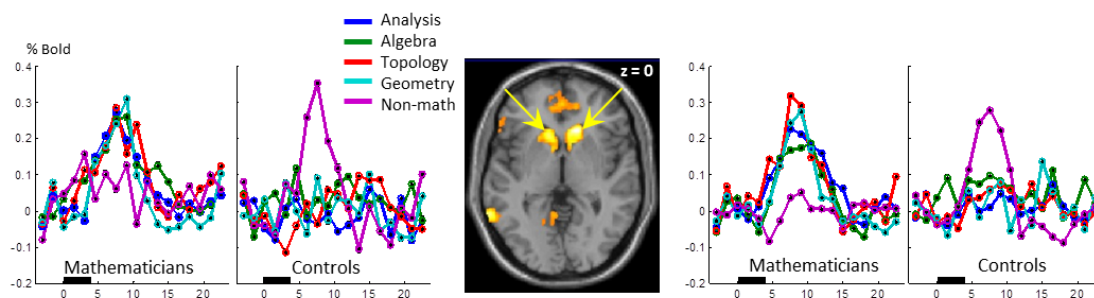 Analysis
Algebra
Topology
Geometry
Non-math
% Bold
0.4
0.3
0.2
0.1
0
-0.1
-0.2
Mathematicians
0 5 10 15 20
Controls
0 5 10 15 20
z = 0
0.4
0.3
0.2
0.1
0
-0.1
-0.2
Mathematicians
0 5 10 15 20
Controls
0 5 10 15 20